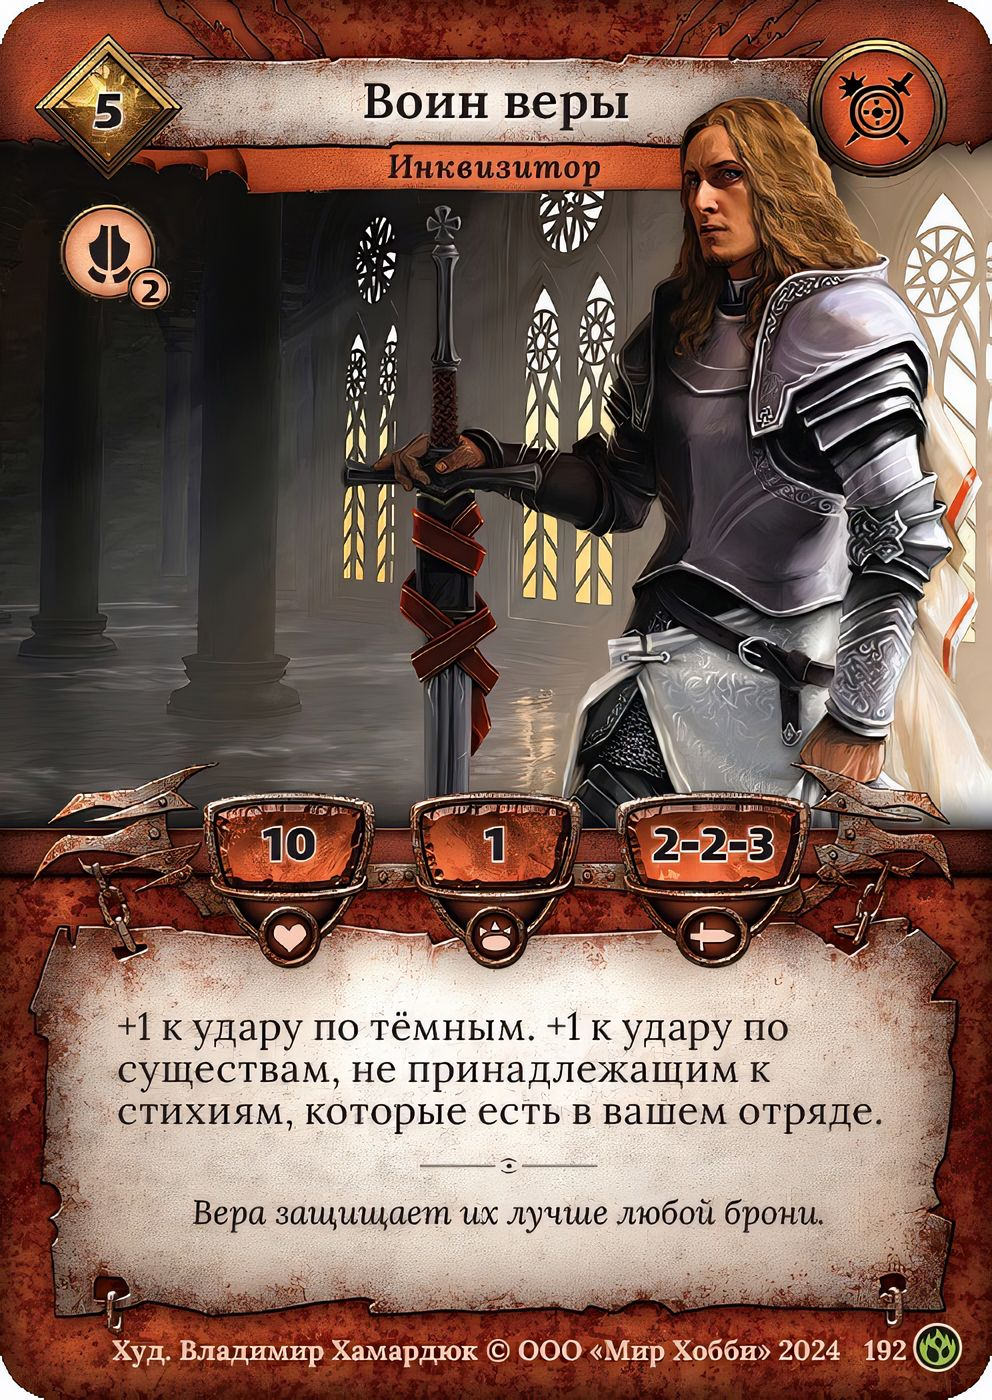 5
Воин веры
Инквизитор
2
10
1
2-2-3
+1 к удару по тёмным. +1 к удару по
существам, не принадлежащим к
стихиям, которые есть в вашем отряде.
Вера защищает их лучше любой брони.
Худ. Владимир Хамардюк © ООО «Мир Хобби» 2024 192